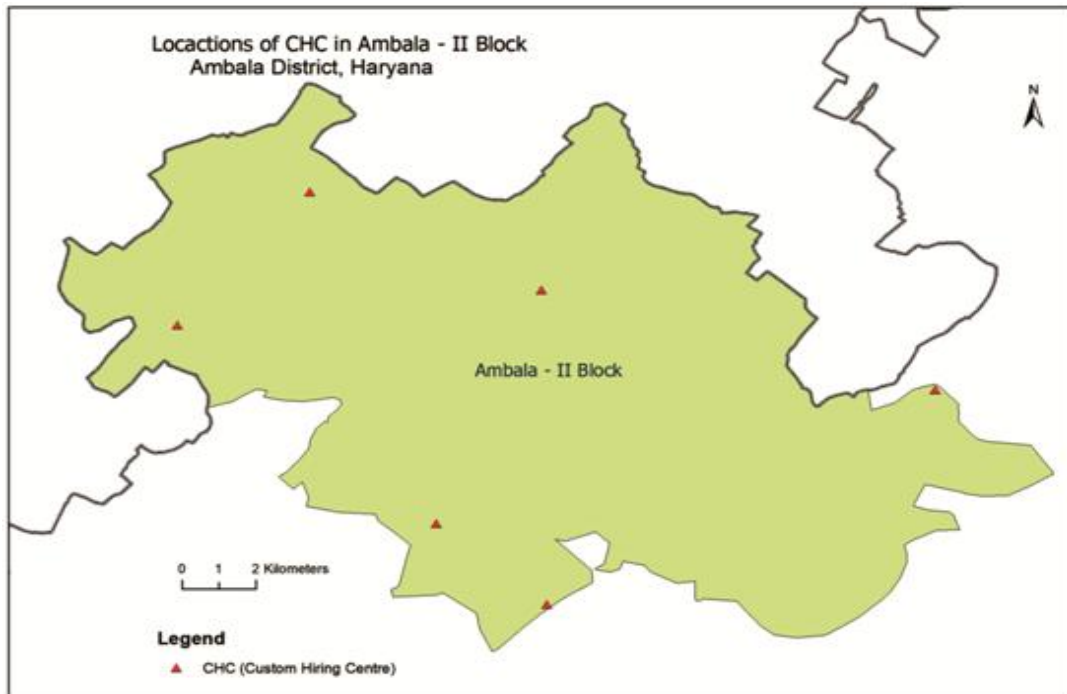 Locactions of CHC in Ambala - II Block
Ambala District, Haryana
N
Ambala - II Block
0 1 2 Kilometers
Legend
CHC (Custom Hiring Centre)